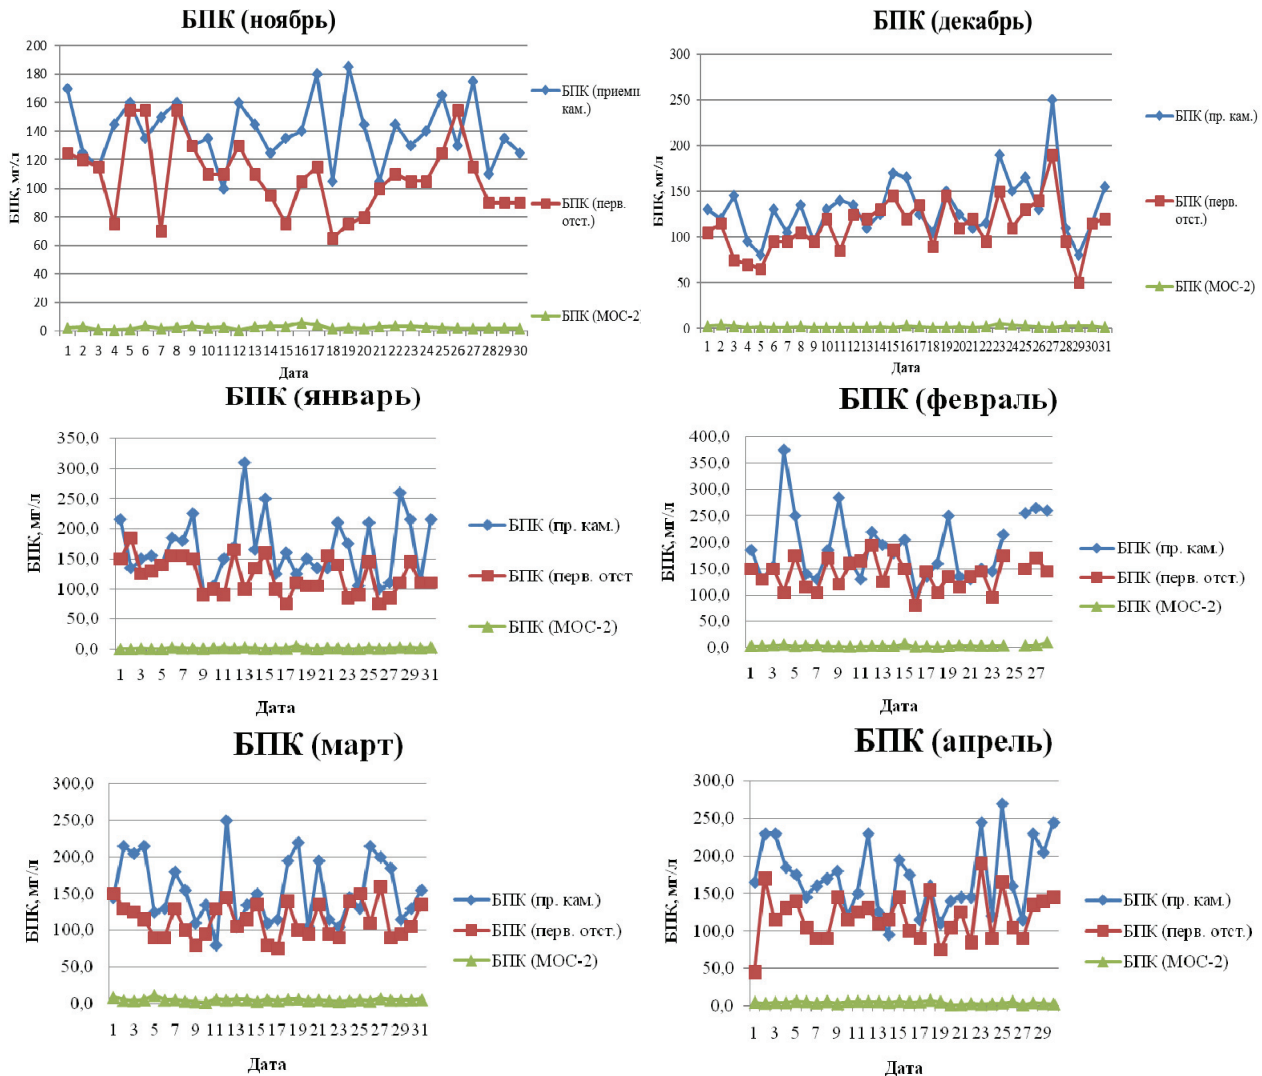 БПК (ноябрь)
200
180
160
140
120
100
80
60
40
20
0
БПК, мг/л
1 2 3 4 5 6 7 8 9 10 11 12 13 14 15 16 17 18 19 20 21 22 23 24 25 26 27 28 29 30
Дата
БПК (приемн.
кам.)
БПК (перв.
отст.)
БПК (МОС-2)
БПК (декабрь)
300
250
200
150
100
50
0
БПК, мг/л
1 2 3 4 5 6 7 8 9 10 11 12 13 14 15 16 17 18 19 20 21 22 23 24 25 26 27 28 29 30 31
Дата
БПК (пр. кам.)
БПК (перв.
отст.)
БПК (МОС-2)
БПК (январь)
350,0
300,0
250,0
200,0
150,0
100,0
50,0
0,0
БПК, мг/л
1 3 5 7 9 11 13 15 17 19 21 23 25 27 29 31
Дата
БПК (пр. кам.)
БПК (перв. отст
БПК (МОС-2)
БПК (февраль)
400,0
350,0
300,0
250,0
200,0
150,0
100,0
50,0
0,0
БПК, мг/л
1 3 5 7 9 11 13 15 17 19 21 23 25 27
Дата
БПК (пр. кам.)
БПК (перв. отст.)
БПК (МОС-2)
БПК (март)
300,0
250,0
200,0
150,0
100,0
50,0
0,0
БПК, мг/л
1 3 5 7 9 11 13 15 17 19 21 23 25 27 29 31
Дата
БПК (пр. кам.)
БПК (перв. отст.)
БПК (МОС-2)
БПК (апрель)
300,0
250,0
200,0
150,0
100,0
50,0
0,0
БПК, мг/л
1 3 5 7 9 11 13 15 17 19 21 23 25 27 29
Дата
БПК (пр. кам.)
БПК (перв. отст.)
БПК (МОС-2)